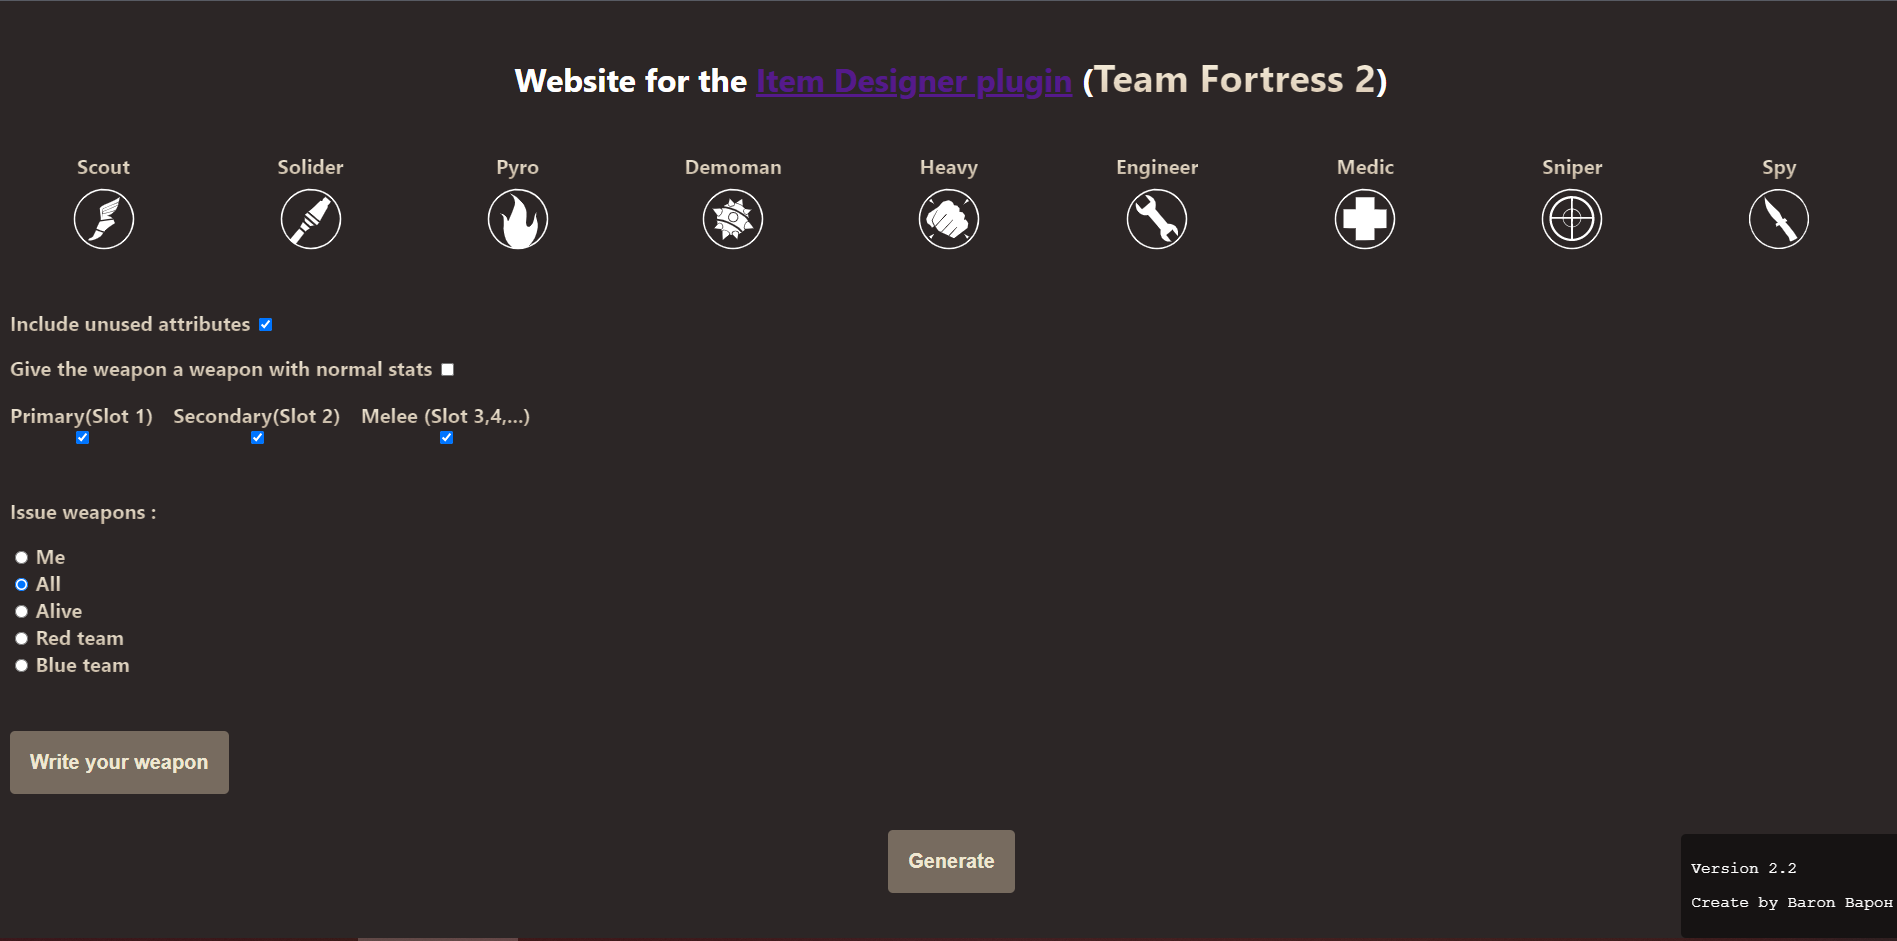 Website for the Item Designer plugin (Team Fortress 2)
Scout Solider Pyro Demoman Heavy Engineer Medic Sniper Spy
Include unused attributes
Give the weapon a weapon with normal stats
Primary(Slot 1) Secondary(Slot 2) Melee (Slot 3,4,...)
Issue weapons :
Me
All
Alive
Red team
Blue team
Write your weapon
Generate
Version 2.2
Create by Baron Варон